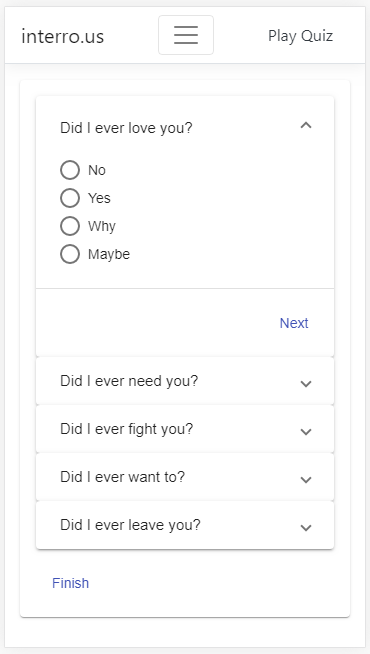 interro.us
Play Quiz
Did I ever love you?
No
Yes
Why
Maybe
Next
Did I ever need you?
Did I ever fight you?
Did I ever want to?
Did I ever leave you?
Finish